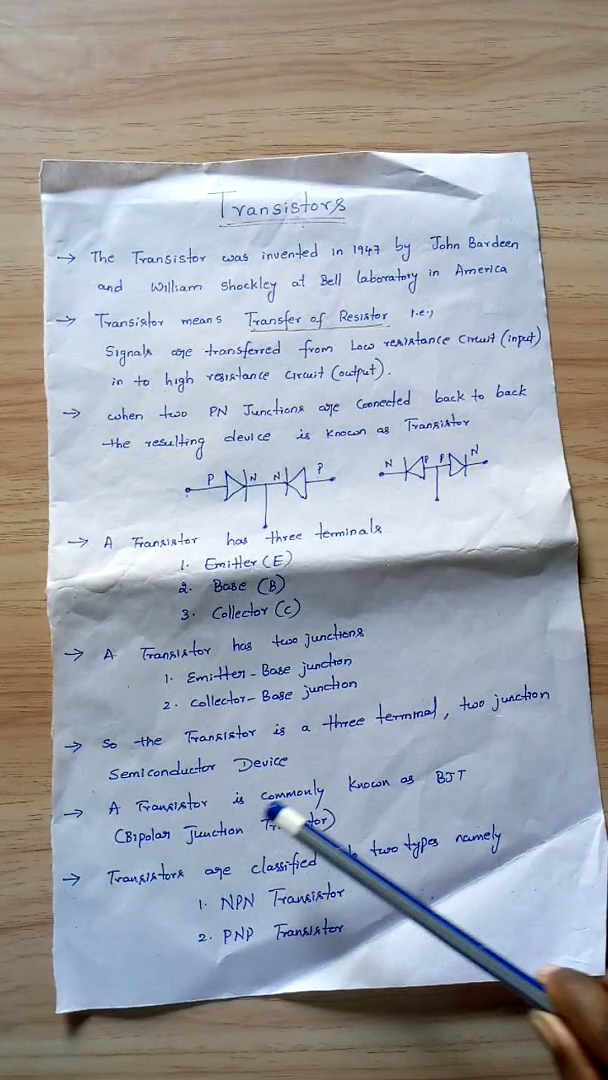 Transistors
→ The Transistor was invented in 1947 by John Bardeen
and William Shockley at Bell laboratory in America
→ Transistor means Transfer of Resistor i.e.,
Signals are transferred from Low resistance circuit (input)
in to high resistance circuit (output).
→ when two PN Junctions are connected back to back
the resulting device is known as Transistor
P N N P N P P N
→ A Transistor has three terminals
1. Emitter (E)
2. Base (B)
3. Collector (C)
→ A Transistor has two junctions
1. Emitter-Base junction
2. Collector-Base junction
→ So the Transistor is a three terminal, two junction
Semiconductor Device
→ A Transistor is commonly known as BJT
(Bipolar Junction
→ Transistors are classified two types namely
1. NPN Transistor
2. PNP Transistor